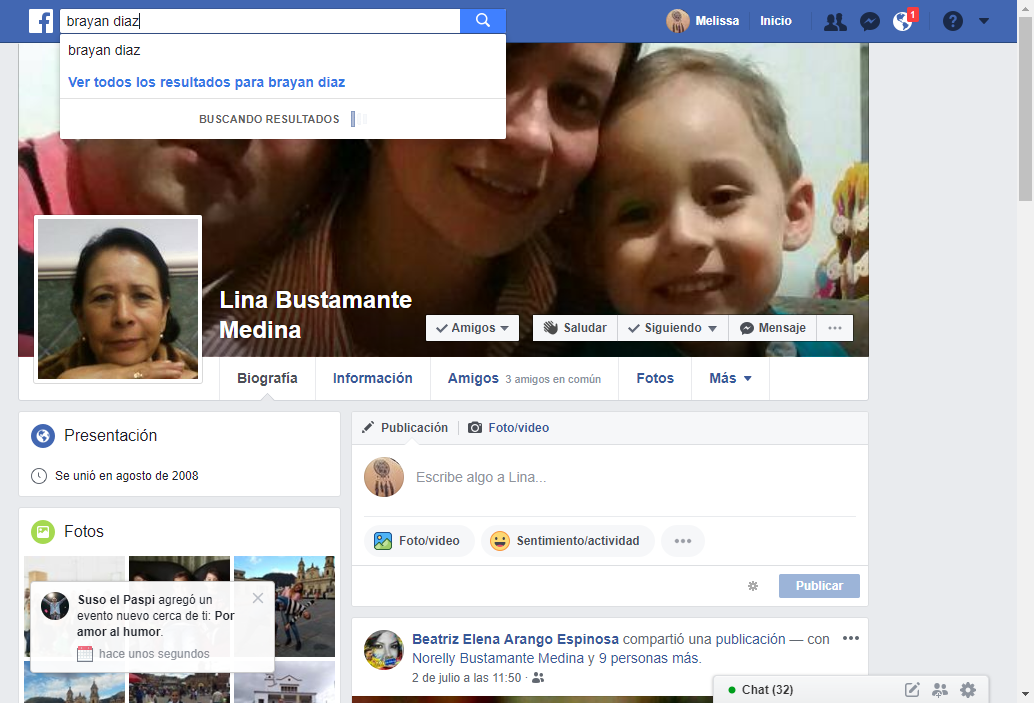 brayan diaz
Melissa
Inicio
1
brayan diaz
Ver todos los resultados para brayan diaz
BUSCANDO RESULTADOS
Lina Bustamante
Medina
Amigos
Saludar
Siguiendo
Mensaje
Biografía
Información
Amigos 3 amigos en común
Fotos
Más
Presentación
Se unió en agosto de 2008
Fotos
Suso el Paspi agregó un
evento nuevo cerca de ti: Por
amor al humor.
hace unos segundos
Publicación
Foto/video
Escribe algo a Lina...
Foto/video
Sentimiento/actividad
Publicar
Beatriz Elena Arango Espinosa compartió una publicación — con
Norelly Bustamante Medina y 9 personas más.
2 de julio a las 11:50 ·
Chat (32)